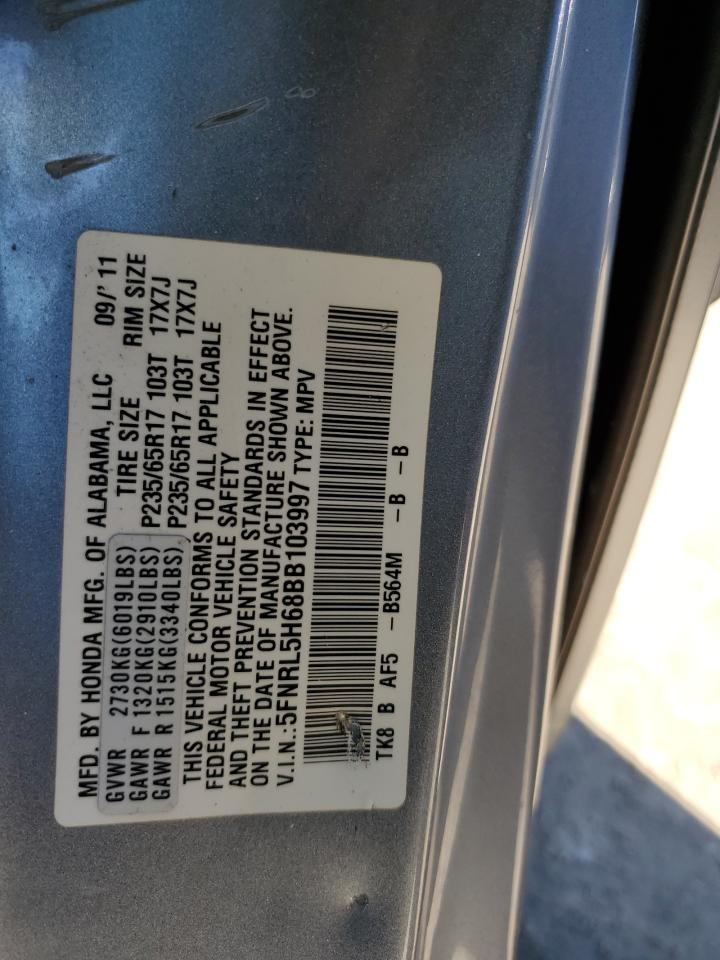 MFD. BY HONDA MFG. OF ALABAMA, LLC 09/'11
GVWR 2730KG(6019LBS) TIRE SIZE RIM SIZE
GAWR F 1320KG(2910LBS) P235/65R17 103T 17X7J
GAWR R 1515KG(3340LBS) P235/65R17 103T 17X7J
THIS VEHICLE CONFORMS TO ALL APPLICABLE
FEDERAL MOTOR VEHICLE SAFETY
AND THEFT PREVENTION STANDARDS IN EFFECT
ON THE DATE OF MANUFACTURE SHOWN ABOVE.
V.I.N.:5FNRL5H68BB103997 TYPE: MPV
TK8 B AF5 -B564M -B -B